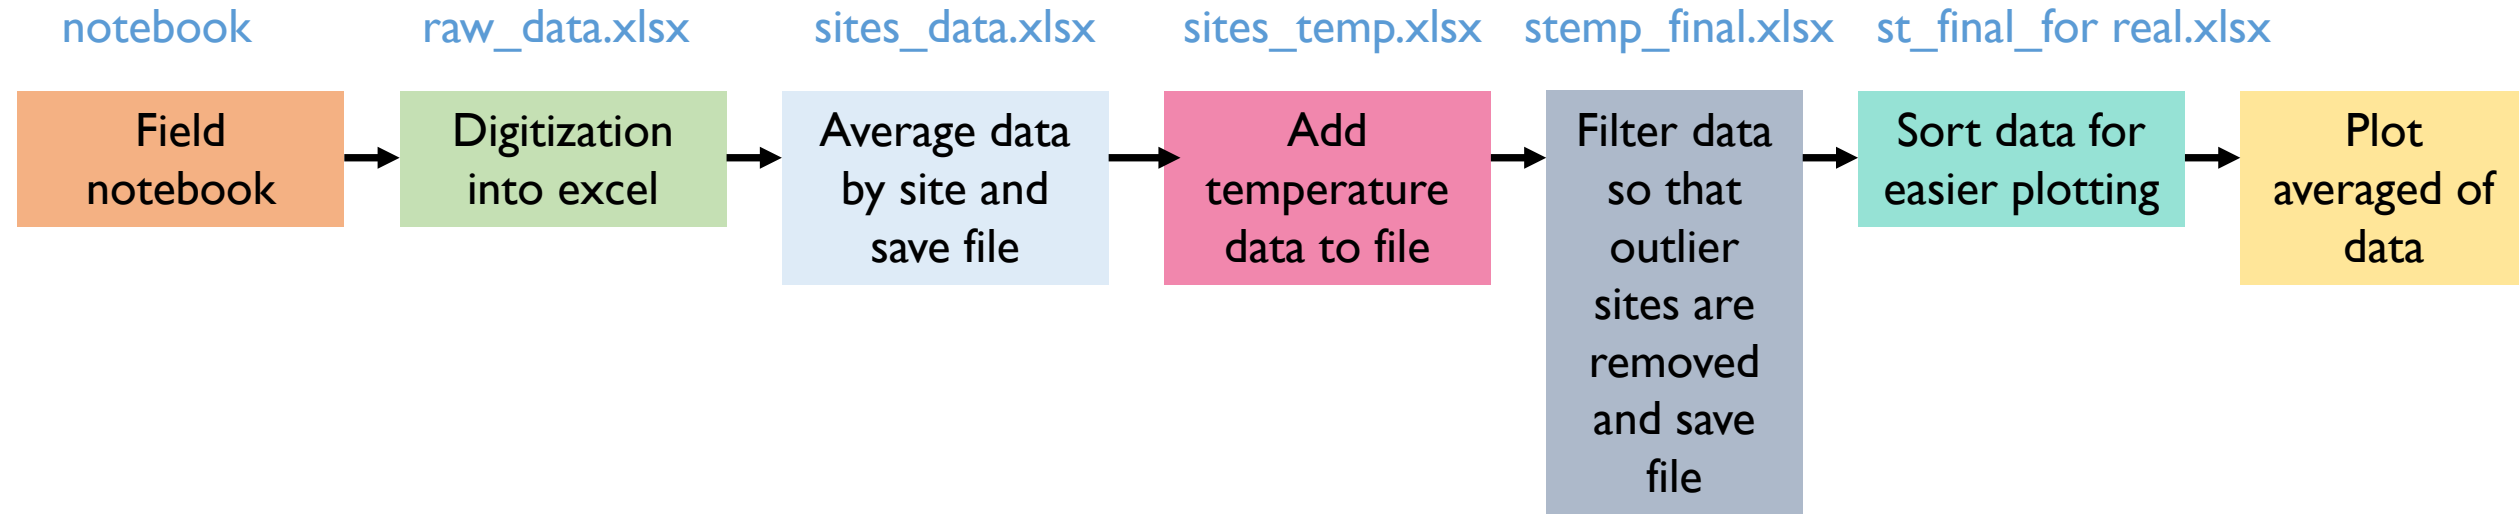 notebook
raw_data.xlsx
sites_data.xlsx
sites_temp.xlsx
stemp_final.xlsx
st_final_for real.xlsx
Field
notebook
Digitization
into excel
Average data
by site and
save file
Add
temperature
data to file
Filter data
so that
outlier
sites are
removed
and save
file
Sort data for
easier plotting
Plot
averaged of
data